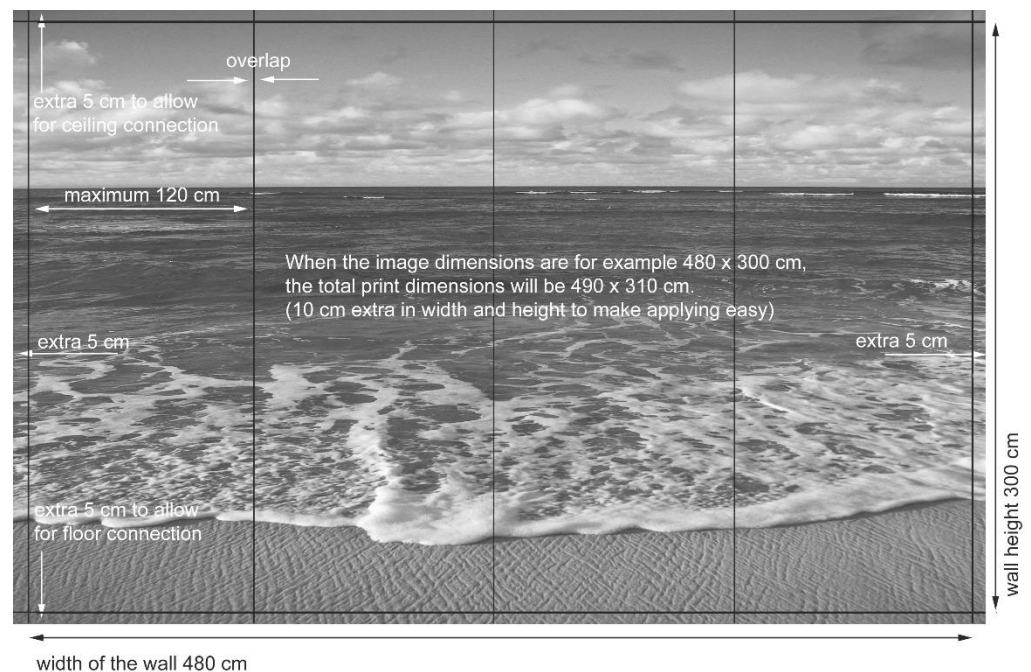 overlap
extra 5 cm to allow
for ceiling connection
maximum 120 cm
When the image dimensions are for example 480 x 300 cm,
the total print dimensions will be 490 x 310 cm.
(10 cm extra in width and height to make applying easy)
extra 5 cm
extra 5 cm
extra 5 cm to allow
for floor connection
wall height 300 cm
width of the wall 480 cm